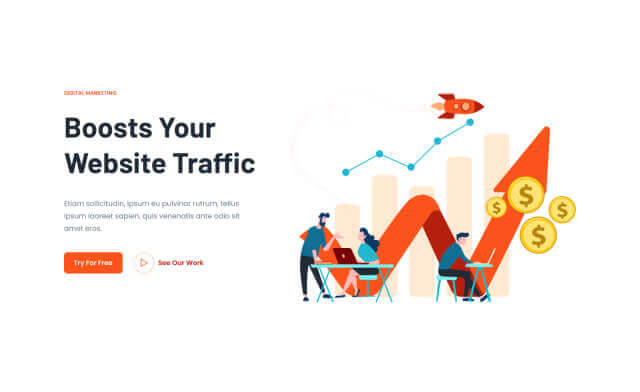 DIGITAL MARKETING
Boosts Your
Website Traffic
Etiam sollicitudin, ipsum eu pulvinar rutrum, tellus
ipsum laoreet sapien, quis venenatis ante odio sit
amet eros.
Try For Free
See Our Work
$
$
$
$